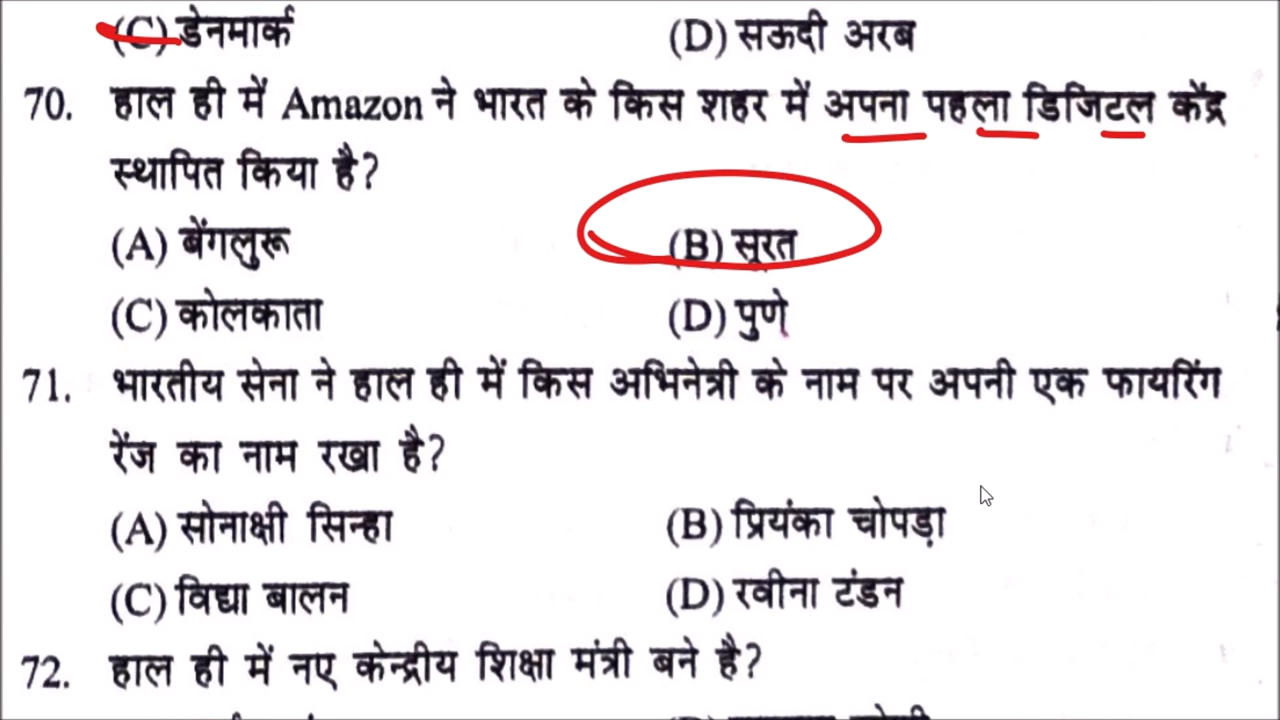 (C) डेनमार्क (D) सऊदी अरब
70. हाल ही में Amazon ने भारत के किस शहर में अपना पहला डिजिटल केंद्र
स्थापित किया है?
(A) बेंगलुरू (B) सूरत
(C) कोलकाता (D) पुणे
71. भारतीय सेना ने हाल ही में किस अभिनेत्री के नाम पर अपनी एक फायरिंग
रेंज का नाम रखा है?
(A) सोनाक्षी सिन्हा (B) प्रियंका चोपड़ा
(C) विद्या बालन (D) रवीना टंडन
72. हाल ही में नए केन्द्रीय शिक्षा मंत्री बने है?